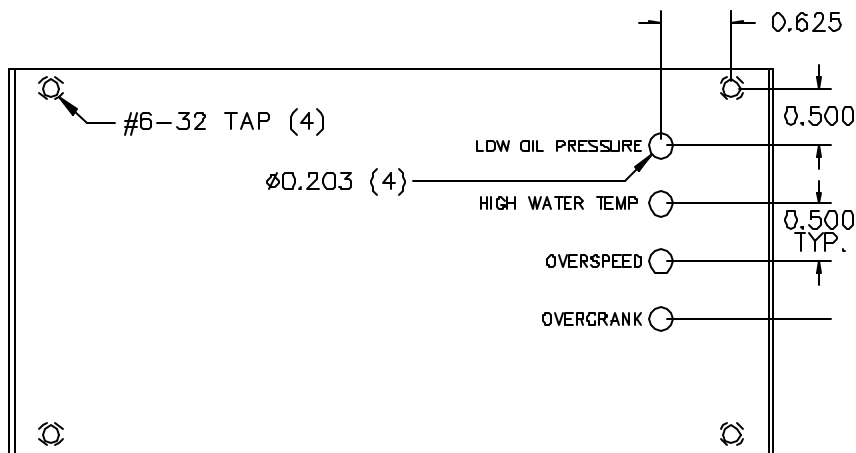 0.625
0.500
#6-32 TAP (4)
LOW OIL PRESSURE
Ø0.203 (4)
HIGH WATER TEMP
0.500
TYP.
OVERSPEED
OVERCRANK